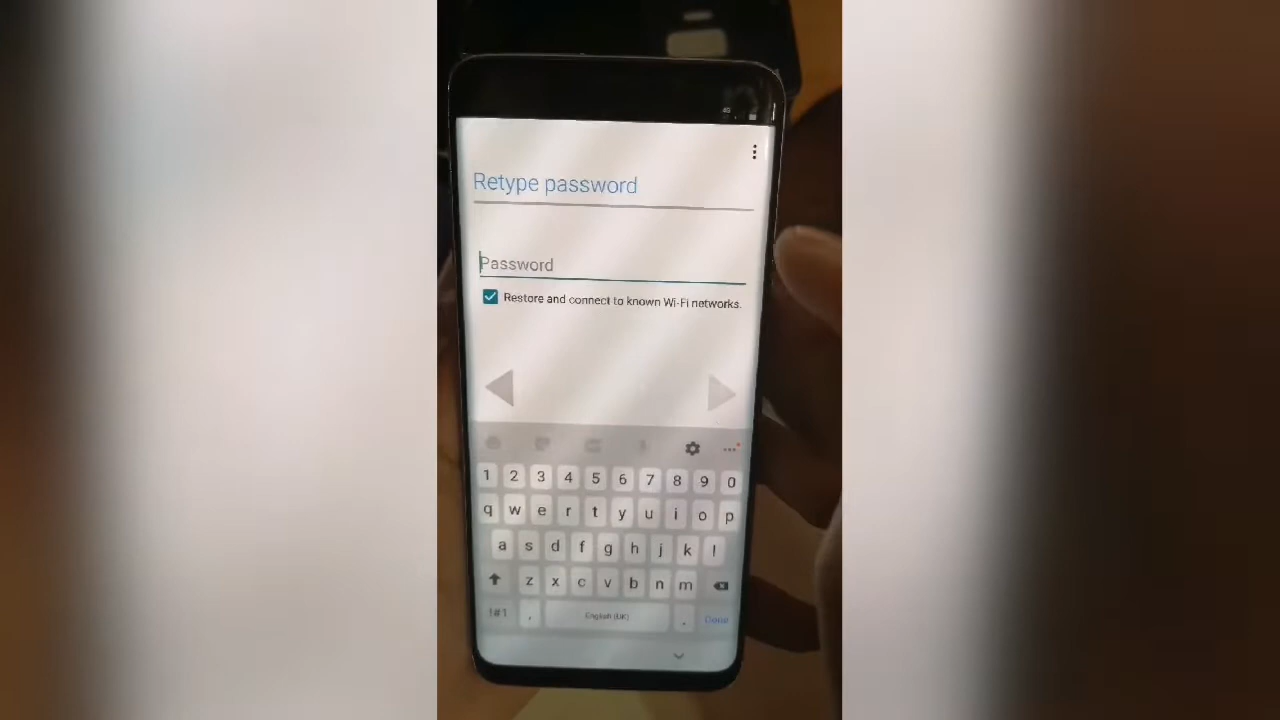 4G
Retype password
Password
Restore and connect to known Wi-Fi networks.
1 2 3 4 5 6 7 8 9 0
q w e r t y u i o p
a s d f g h j k l
z x c v b n m
!#1 , English (UK) . Done